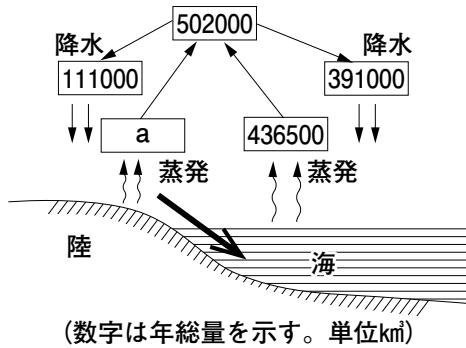 502000
降水
降水
111000
391000
a
436500
蒸発
蒸発
陸
海
(数字は年総量を示す。単位㎦)